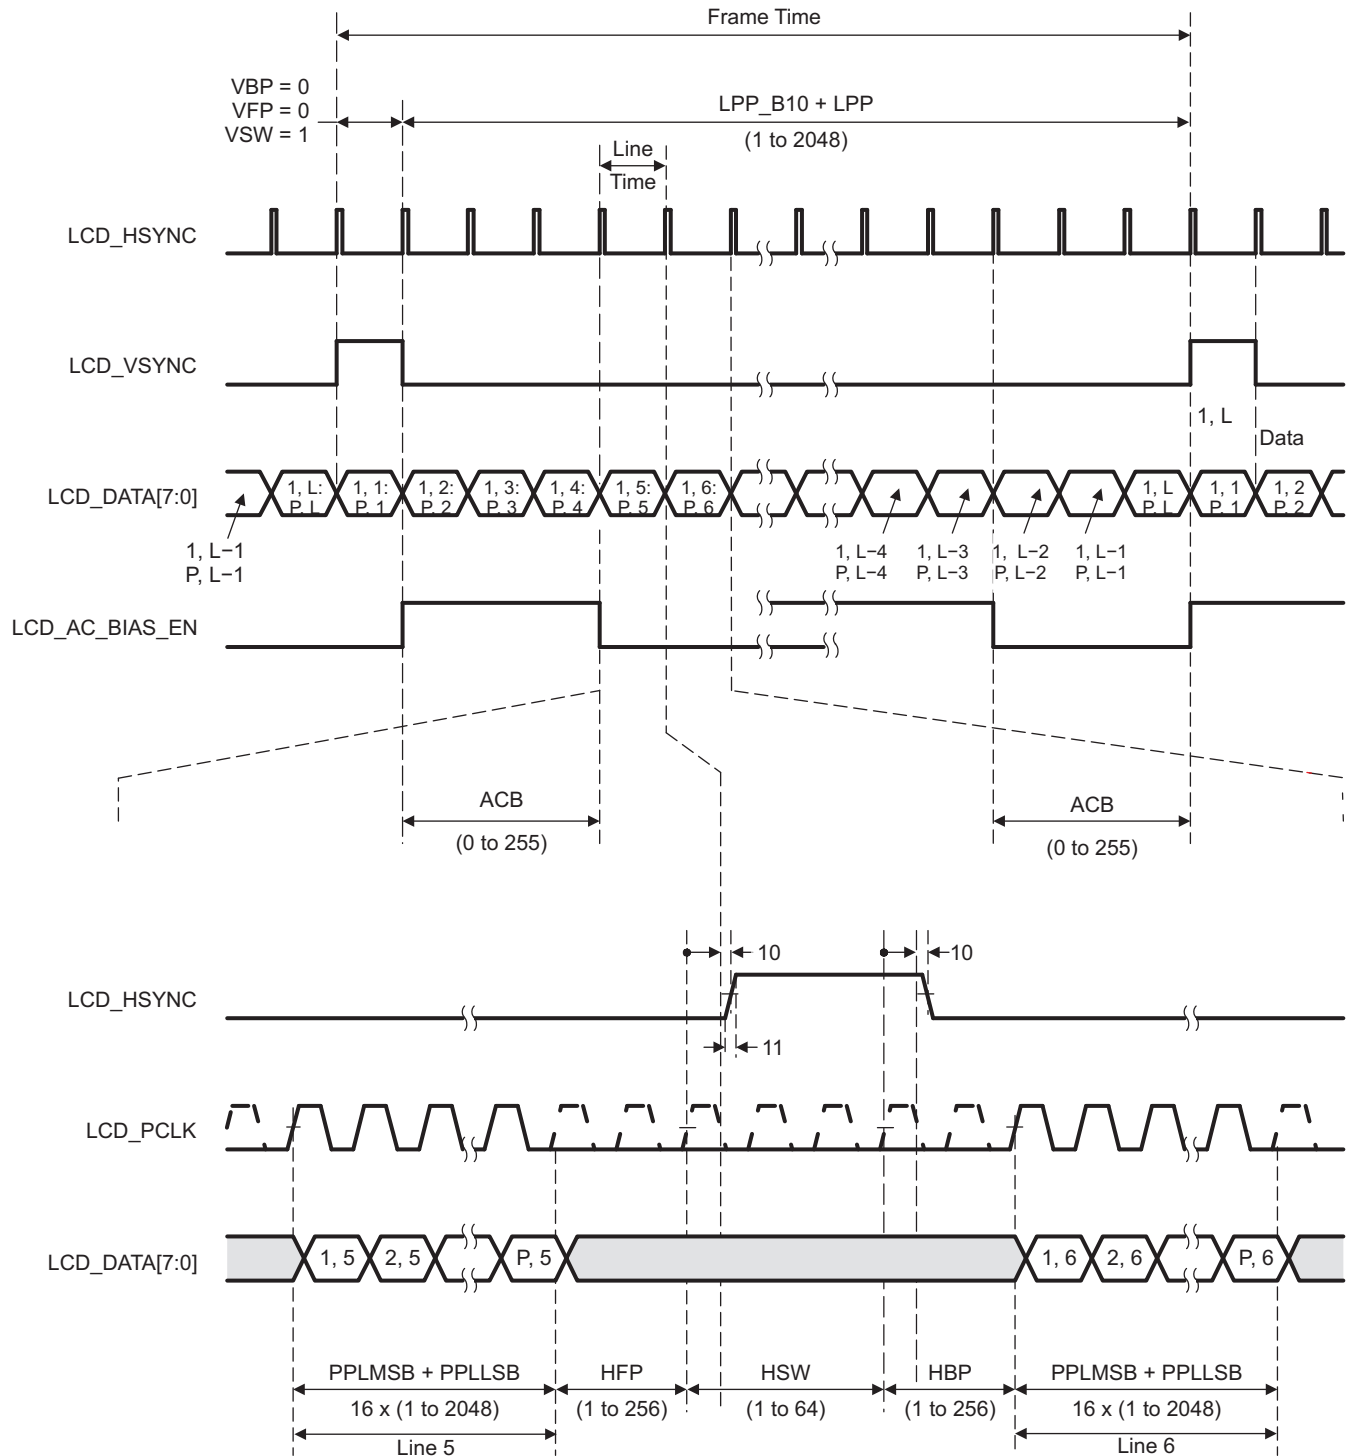 Frame Time
VBP = 0
VFP = 0
VSW = 1
LPP_B10 + LPP
(1 to 2048)
Line
Time
LCD_HSYNC
LCD_VSYNC
1, L
Data
LCD_DATA[7:0]
1, L: 1, 1: 1, 2: 1, 3: 1, 4: 1, 5: 1, 6: 1, L 1, 1 1, 2
P, L P, 1 P, 2 P, 3 P, 4 P, 5 P, 6 P, L P, 1 P, 2
1, L−1 1, L−4 1, L−3 1, L−2 1, L−1
P, L−1 P, L−4 P, L−3 P, L−2 P, L−1
LCD_AC_BIAS_EN
ACB ACB
(0 to 255) (0 to 255)
10 10
LCD_HSYNC
11
LCD_PCLK
LCD_DATA[7:0] 1, 5 2, 5 P, 5 1, 6 2, 6 P, 6
PPLMSB + PPLLSB HFP HSW HBP PPLMSB + PPLLSB
16 x (1 to 2048) (1 to 256) (1 to 64) (1 to 256) 16 x (1 to 2048)
Line 5 Line 6